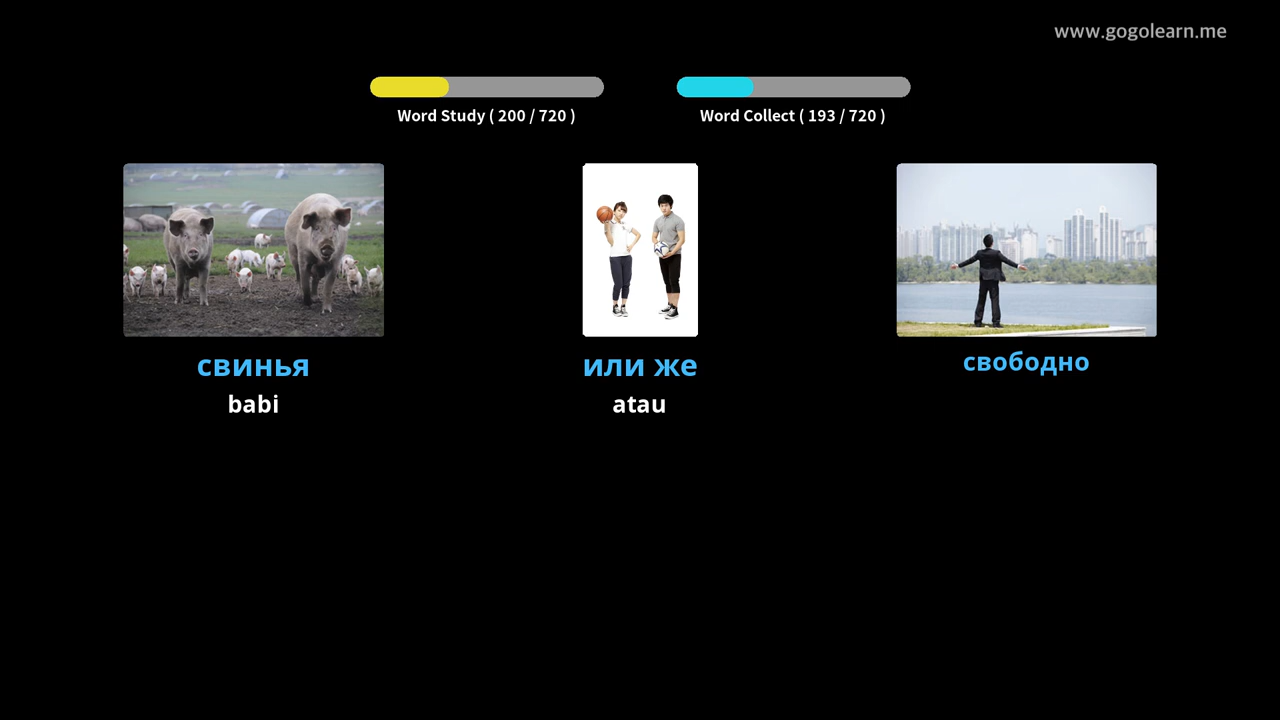 www.gogolearn.me
Word Study ( 200 / 720 )
Word Collect ( 193 / 720 )
свинья
babi
или же
atau
свободно